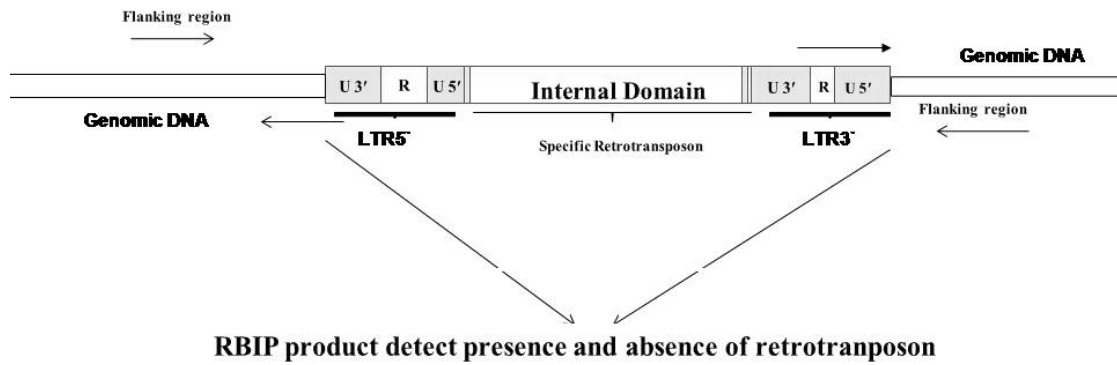 Flanking region
Genomic DNA
U 3' R U 5' Internal Domain U 3' R U 5'
Genomic DNA
Flanking region
LTR5'
Specific Retrotransposon
LTR3'
RBIP product detect presence and absence of retrotranposon